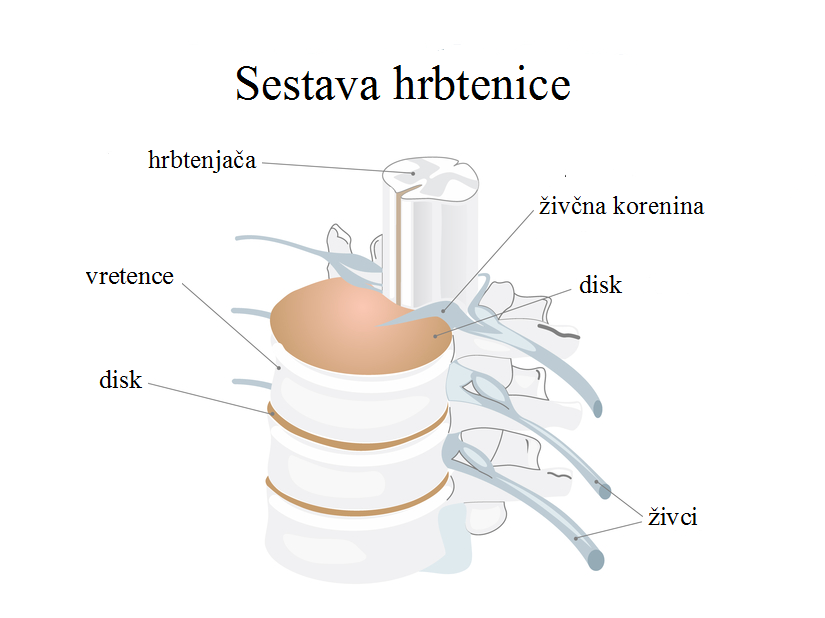 Sestava hrbtenice
hrbtenjača
živčna korenina
vretence
disk
disk
živci